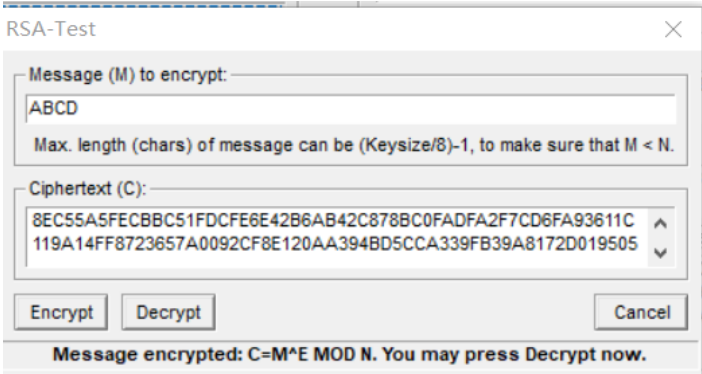 RSA-Test
Message (M) to encrypt:
ABCD
Max. length (chars) of message can be (Keysize/8)-1, to make sure that M < N.
Ciphertext (C):
8EC55A5FECBBC51FDCFE6E42B6AB42C878BC0FADFA2F7CD6FA93611C
119A14FF8723657A0092CF8E120AA394BD5CCA339FB39A8172D019505
Encrypt
Decrypt
Cancel
Message encrypted: C=M^E MOD N. You may press Decrypt now.